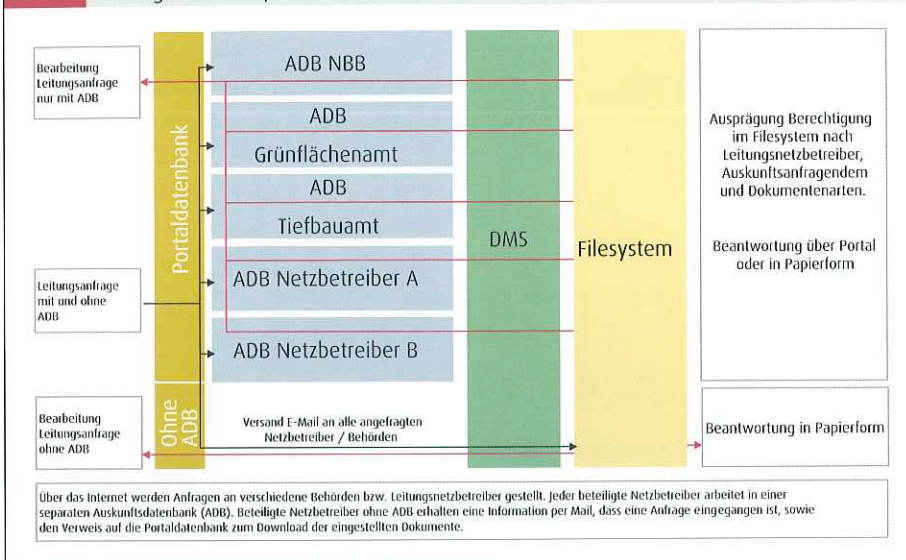 Bearbeitung
Leitungsanfrage
nur mit ADB
Leitungsanfrage
mit und ohne
ADB
Bearbeitung
Leitungsanfrage
ohne ADB
Portaldatenbank
Ohne
ADB
ADB NBB
ADB
Grünflächenamt
ADB
Tiefbauamt
ADB Netzbetreiber A
ADB Netzbetreiber B
Versand E-Mail an alle angefragten
Netzbetreiber / Behörden
DMS
Filesystem
Ausprägung Berechtigung
im Filesystem nach
Leitungsnetzbetreiber,
Auskunftsanfragendem
und Dokumentenarten.
Beantwortung über Portal
oder in Papierform
Beantwortung in Papierform
Über das Internet werden Anfragen an verschiedene Behörden bzw. Leitungsnetzbetreiber gestellt. Jeder beteiligte Netzbetreiber arbeitet in einer
separaten Auskunftsdatenbank (ADB). Beteiligte Netzbetreiber ohne ADB erhalten eine Information per Mail, dass eine Anfrage eingegangen ist, sowie
den Verweis auf die Portaldatenbank zum Download der eingestellten Dokumente.